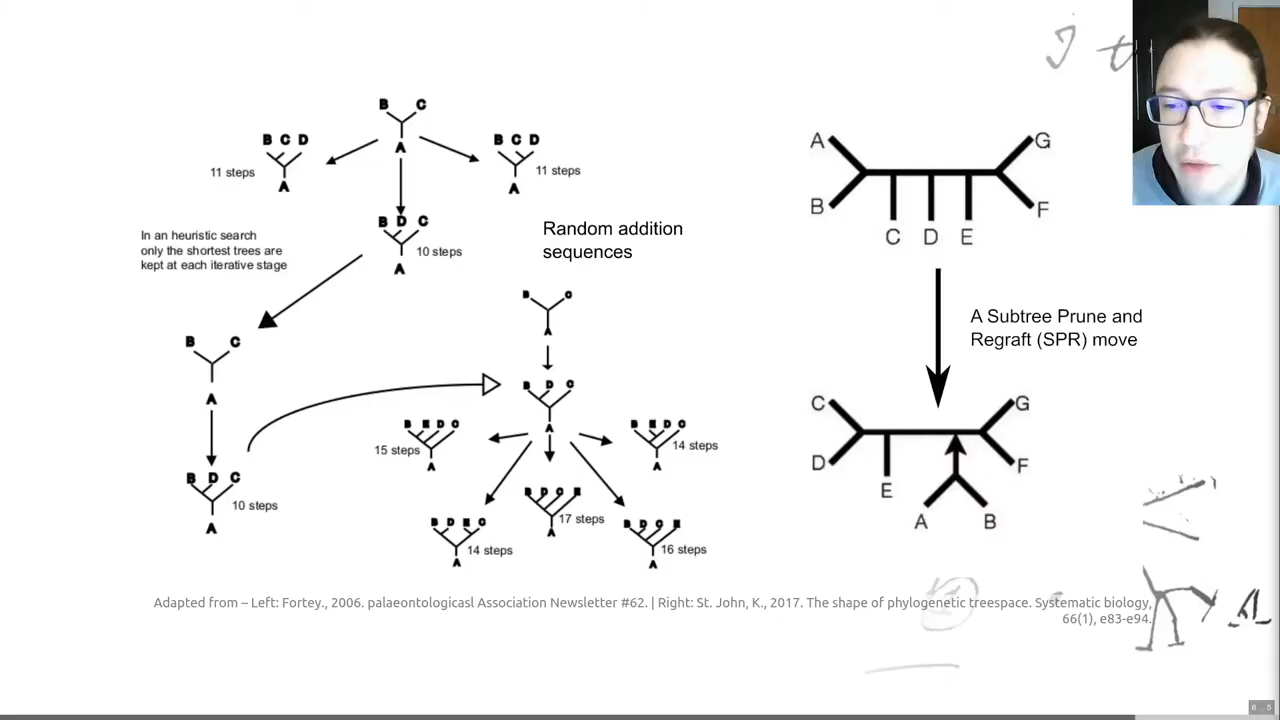 B C
A
B C D
11 steps
A
B C D
11 steps
A
B D C
10 steps
A
In an heuristic search
only the shortest trees are
kept at each iterative stage
B C
A
B D C
10 steps
A
Random addition
sequences
B C
A
B D C
A
B E D C
15 steps
A
B E D C
14 steps
A
B D E C
14 steps
A
B D C E
17 steps
A
B D C E
16 steps
A
A G
B F
C D E
A Subtree Prune and
Regraft (SPR) move
C G
D F
E
A B
Adapted from – Left: Fortey., 2006. palaeontologicasl Association Newsletter #62. | Right: St. John, K., 2017. The shape of phylogenetic treespace. Systematic biology,
66(1), e83-e94.
6 . 5